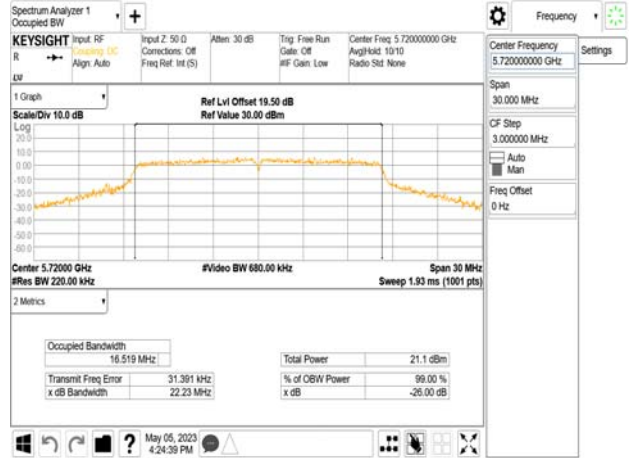 Spectrum Analyzer 1
Occupied BW
KEYSIGHT
R
Input: RF
Coupling: DC
Align: Auto
Input Z: 50 Ω
Corrections: Off
Freq Ref: Int (S)
Atten: 30 dB
Trig: Free Run
Gate: Off
#IF Gain: Low
Center Freq: 5.720000000 GHz
Avg|Hold: 10/10
Radio Std: None
1 Graph
Scale/Div 10.0 dB
Ref Lvl Offset 19.50 dB
Ref Value 30.00 dBm
Log
20.0
10.0
0.00
-10.0
-20.0
-30.0
-40.0
-50.0
-60.0
Center 5.72000 GHz
#Res BW 220.00 kHz
#Video BW 680.00 kHz
Span 30 MHz
Sweep 1.93 ms (1001 pts)
2 Metrics
Occupied Bandwidth
16.519 MHz
Transmit Freq Error 31.391 kHz
x dB Bandwidth 22.23 MHz
Total Power 21.1 dBm
% of OBW Power 99.00 %
x dB -26.00 dB
May 05, 2023
4:24:39 PM
Frequency
Settings
Center Frequency
5.720000000 GHz
Span
30.000 MHz
CF Step
3.000000 MHz
Auto
Man
Freq Offset
0 Hz